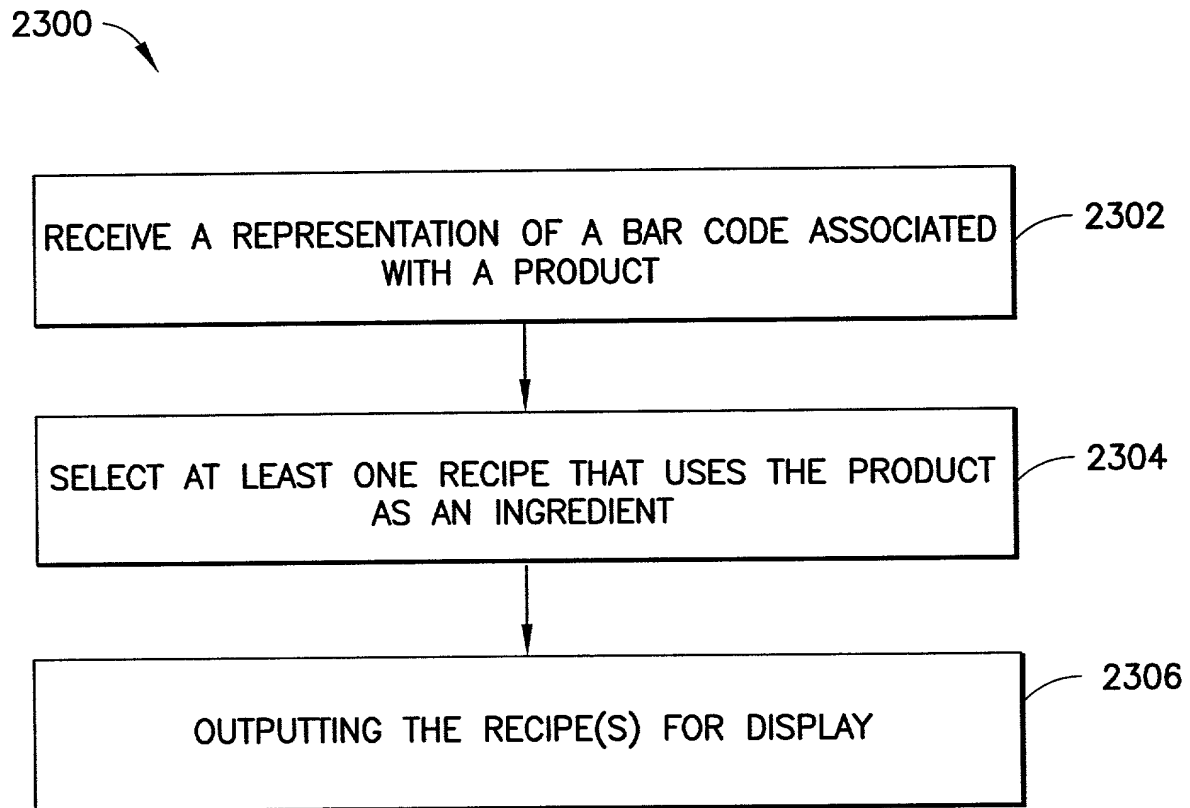 2300
RECEIVE A REPRESENTATION OF A BAR CODE ASSOCIATED
WITH A PRODUCT
2302
SELECT AT LEAST ONE RECIPE THAT USES THE PRODUCT
AS AN INGREDIENT
2304
OUTPUTTING THE RECIPE(S) FOR DISPLAY
2306